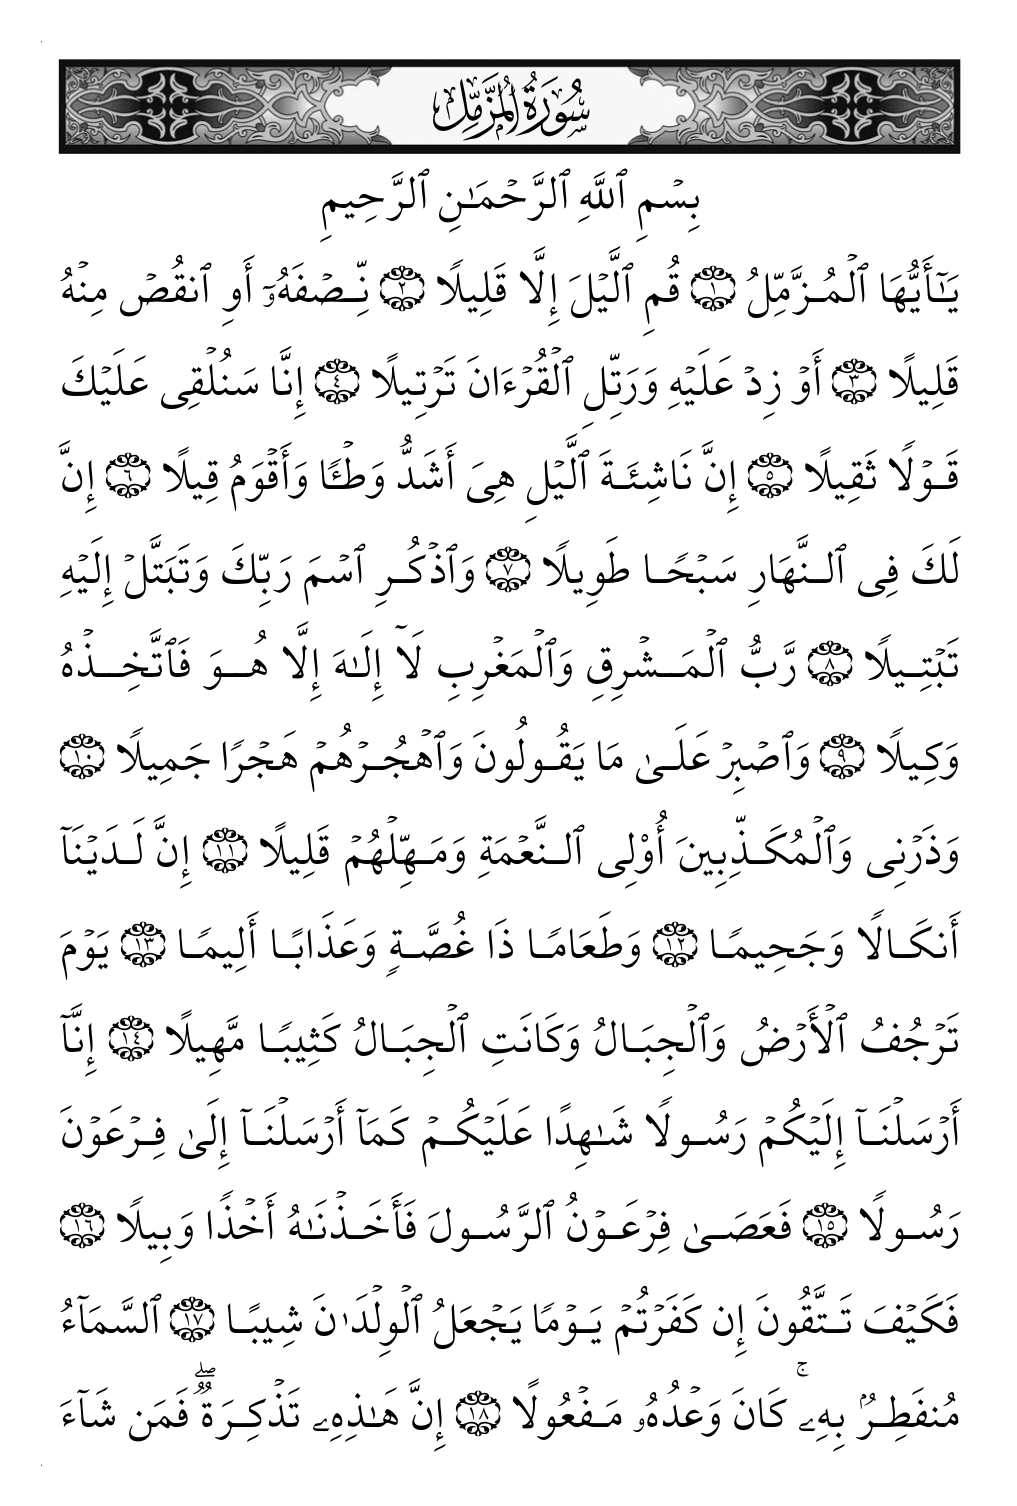 سُورَةُ الْمُزَّمِّلِ
بِسْمِ ٱللَّهِ ٱلرَّحْمَـٰنِ ٱلرَّحِيمِ
يَـٰٓأَيُّهَا ٱلْمُزَّمِّلُ ١ قُمِ ٱلَّيْلَ إِلَّا قَلِيلًا ٢ نِّصْفَهُۥٓ أَوِ ٱنقُصْ مِنْهُ
قَلِيلًا ٣ أَوْ زِدْ عَلَيْهِ وَرَتِّلِ ٱلْقُرْءَانَ تَرْتِيلًا ٤ إِنَّا سَنُلْقِى عَلَيْكَ
قَوْلًا ثَقِيلًا ٥ إِنَّ نَاشِئَةَ ٱلَّيْلِ هِىَ أَشَدُّ وَطْـًٔا وَأَقْوَمُ قِيلًا ٦ إِنَّ
لَكَ فِى ٱلنَّهَارِ سَبْحًا طَوِيلًا ٧ وَٱذْكُرِ ٱسْمَ رَبِّكَ وَتَبَتَّلْ إِلَيْهِ
تَبْتِيلًا ٨ رَّبُّ ٱلْمَشْرِقِ وَٱلْمَغْرِبِ لَآ إِلَـٰهَ إِلَّا هُوَ فَٱتَّخِذْهُ
وَكِيلًا ٩ وَٱصْبِرْ عَلَىٰ مَا يَقُولُونَ وَٱهْجُرْهُمْ هَجْرًا جَمِيلًا ١٠
وَذَرْنِى وَٱلْمُكَذِّبِينَ أُو۟لِى ٱلنَّعْمَةِ وَمَهِّلْهُمْ قَلِيلًا ١١ إِنَّ لَدَيْنَآ
أَنكَالًا وَجَحِيمًا ١٢ وَطَعَامًا ذَا غُصَّةٍ وَعَذَابًا أَلِيمًا ١٣ يَوْمَ
تَرْجُفُ ٱلْأَرْضُ وَٱلْجِبَالُ وَكَانَتِ ٱلْجِبَالُ كَثِيبًا مَّهِيلًا ١٤ إِنَّآ
أَرْسَلْنَآ إِلَيْكُمْ رَسُولًا شَـٰهِدًا عَلَيْكُمْ كَمَآ أَرْسَلْنَآ إِلَىٰ فِرْعَوْنَ
رَسُولًا ١٥ فَعَصَىٰ فِرْعَوْنُ ٱلرَّسُولَ فَأَخَذْنَـٰهُ أَخْذًا وَبِيلًا ١٦
فَكَيْفَ تَتَّقُونَ إِن كَفَرْتُمْ يَوْمًا يَجْعَلُ ٱلْوِلْدَٰنَ شِيبًا ١٧ ٱلسَّمَآءُ
مُنفَطِرٌۢ بِهِۦ ۚ كَانَ وَعْدُهُۥ مَفْعُولًا ١٨ إِنَّ هَـٰذِهِۦ تَذْكِرَةٌ ۖ فَمَن شَآءَ